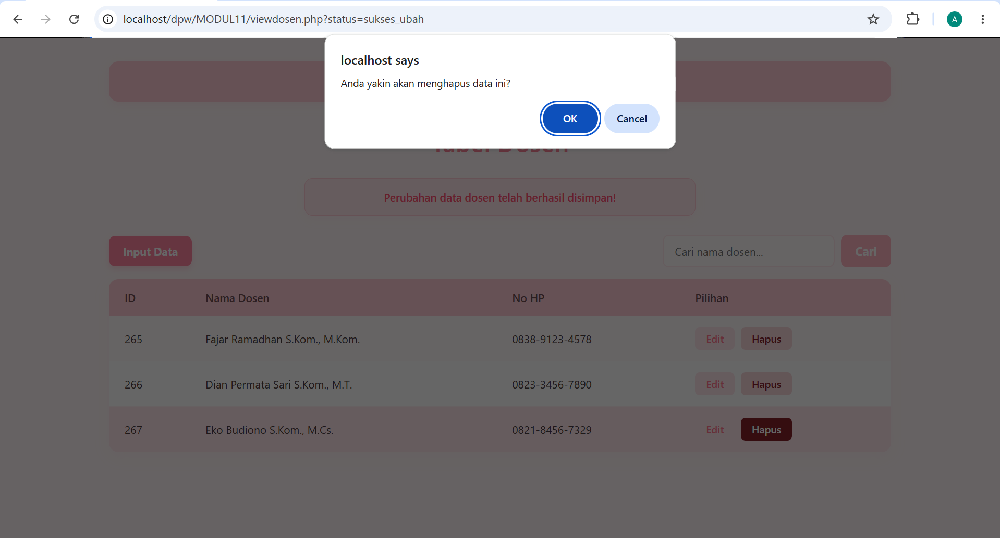 localhost/dpw/MODUL11/viewdosen.php?status=sukses_ubah
A
localhost says
Anda yakin akan menghapus data ini?
OK Cancel
Tabel Dosen
Perubahan data dosen telah berhasil disimpan!
Input Data Cari nama dosen... Cari
ID Nama Dosen No HP Pilihan
265 Fajar Ramadhan S.Kom., M.Kom. 0838-9123-4578 Edit Hapus
266 Dian Permata Sari S.Kom., M.T. 0823-3456-7890 Edit Hapus
267 Eko Budiono S.Kom., M.Cs. 0821-8456-7329 Edit Hapus